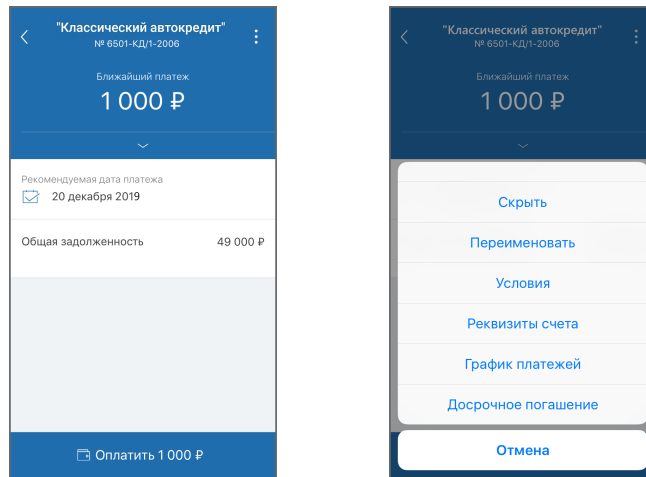 "Классический автокредит"
№ 6501-КД/1-2006
Ближайший платеж
1 000 ₽
Рекомендуемая дата платежа
20 декабря 2019
Общая задолженность 49 000 ₽
Оплатить 1 000 ₽
"Классический автокредит"
№ 6501-КД/1-2006
Ближайший платеж
1 000 ₽
Скрыть
Переименовать
Условия
Реквизиты счета
График платежей
Досрочное погашение
Отмена